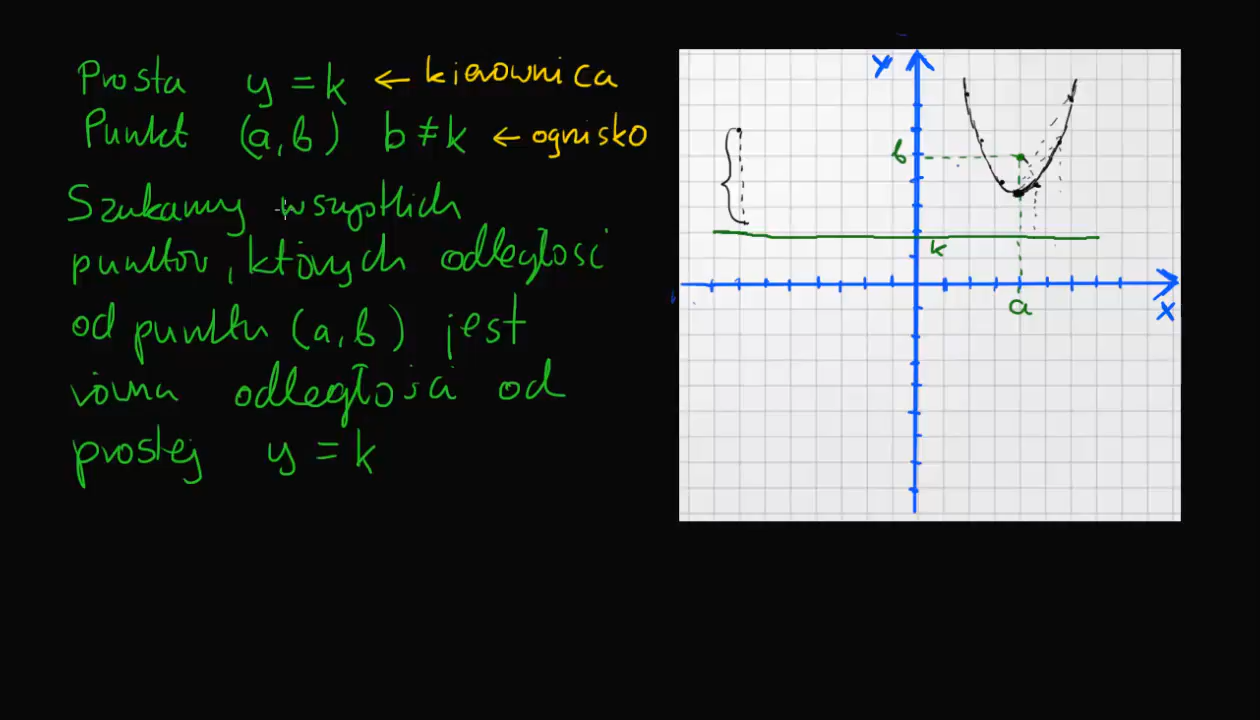 Prosta y = k ← kierownica
Punkt (a, b) b ≠ k ← ognisko
Szukamy wszystkich
punktów, których odległość
od punktu (a, b) jest
równa odległości od
prostej y = k
y
b
k
a
x